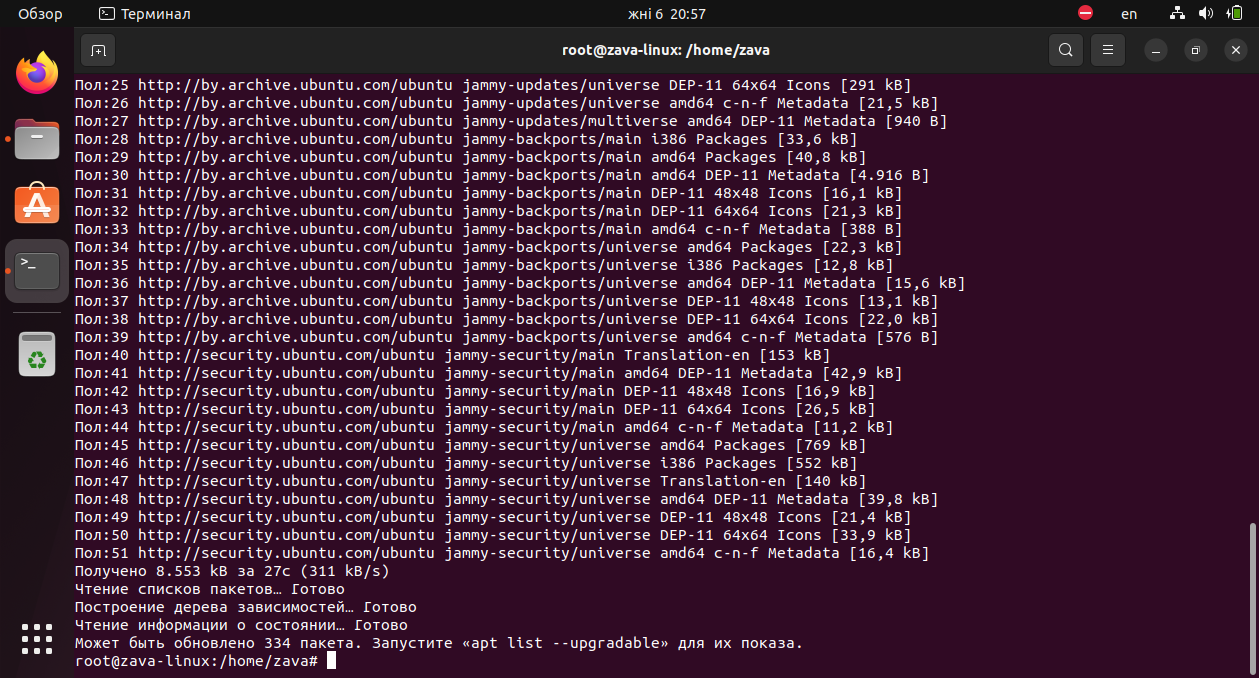 Обзор
Терминал
жні 6 20:57
en
root@zava-linux: /home/zava
Пол:25 http://by.archive.ubuntu.com/ubuntu jammy-updates/universe DEP-11 64x64 Icons [291 kB]
Пол:26 http://by.archive.ubuntu.com/ubuntu jammy-updates/universe amd64 c-n-f Metadata [21,5 kB]
Пол:27 http://by.archive.ubuntu.com/ubuntu jammy-updates/multiverse amd64 DEP-11 Metadata [940 B]
Пол:28 http://by.archive.ubuntu.com/ubuntu jammy-backports/main i386 Packages [33,6 kB]
Пол:29 http://by.archive.ubuntu.com/ubuntu jammy-backports/main amd64 Packages [40,8 kB]
Пол:30 http://by.archive.ubuntu.com/ubuntu jammy-backports/main amd64 DEP-11 Metadata [4.916 B]
Пол:31 http://by.archive.ubuntu.com/ubuntu jammy-backports/main DEP-11 48x48 Icons [16,1 kB]
Пол:32 http://by.archive.ubuntu.com/ubuntu jammy-backports/main DEP-11 64x64 Icons [21,3 kB]
Пол:33 http://by.archive.ubuntu.com/ubuntu jammy-backports/main amd64 c-n-f Metadata [388 B]
Пол:34 http://by.archive.ubuntu.com/ubuntu jammy-backports/universe amd64 Packages [22,3 kB]
Пол:35 http://by.archive.ubuntu.com/ubuntu jammy-backports/universe i386 Packages [12,8 kB]
Пол:36 http://by.archive.ubuntu.com/ubuntu jammy-backports/universe amd64 DEP-11 Metadata [15,6 kB]
Пол:37 http://by.archive.ubuntu.com/ubuntu jammy-backports/universe DEP-11 48x48 Icons [13,1 kB]
Пол:38 http://by.archive.ubuntu.com/ubuntu jammy-backports/universe DEP-11 64x64 Icons [22,0 kB]
Пол:39 http://by.archive.ubuntu.com/ubuntu jammy-backports/universe amd64 c-n-f Metadata [576 B]
Пол:40 http://security.ubuntu.com/ubuntu jammy-security/main Translation-en [153 kB]
Пол:41 http://security.ubuntu.com/ubuntu jammy-security/main amd64 DEP-11 Metadata [42,9 kB]
Пол:42 http://security.ubuntu.com/ubuntu jammy-security/main DEP-11 48x48 Icons [16,9 kB]
Пол:43 http://security.ubuntu.com/ubuntu jammy-security/main DEP-11 64x64 Icons [26,5 kB]
Пол:44 http://security.ubuntu.com/ubuntu jammy-security/main amd64 c-n-f Metadata [11,2 kB]
Пол:45 http://security.ubuntu.com/ubuntu jammy-security/universe amd64 Packages [769 kB]
Пол:46 http://security.ubuntu.com/ubuntu jammy-security/universe i386 Packages [552 kB]
Пол:47 http://security.ubuntu.com/ubuntu jammy-security/universe Translation-en [140 kB]
Пол:48 http://security.ubuntu.com/ubuntu jammy-security/universe amd64 DEP-11 Metadata [39,8 kB]
Пол:49 http://security.ubuntu.com/ubuntu jammy-security/universe DEP-11 48x48 Icons [21,4 kB]
Пол:50 http://security.ubuntu.com/ubuntu jammy-security/universe DEP-11 64x64 Icons [33,9 kB]
Пол:51 http://security.ubuntu.com/ubuntu jammy-security/universe amd64 c-n-f Metadata [16,4 kB]
Получено 8.553 kB за 27с (311 kB/s)
Чтение списков пакетов… Готово
Построение дерева зависимостей… Готово
Чтение информации о состоянии… Готово
Может быть обновлено 334 пакета. Запустите «apt list --upgradable» для их показа.
root@zava-linux:/home/zava#